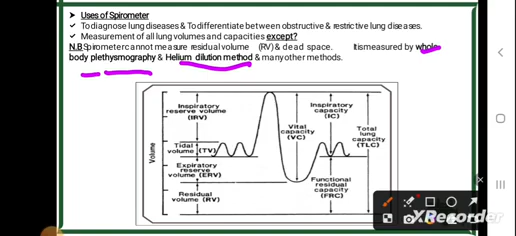 Uses of Spirometer
To diagnose lung diseases & To differentiate between obstructive & restrictive lung diseases.
Measurement of all lung volumes and capacities except?
N.B Spirometer cannot measure residual volume (RV) & dead space. It is measured by whole
body plethysmography & Helium dilution method & many other methods.
Volume
Inspiratory
reserve volume
(IRV)
Tidal
volume (TV)
Expiratory
reserve
volume (ERV)
Residual
volume (RV)
Vital
capacity
(VC)
Inspiratory
capacity (IC)
Functional
residual
capacity
(FRC)
Total
lung
capacity
(TLC)
XRecorder